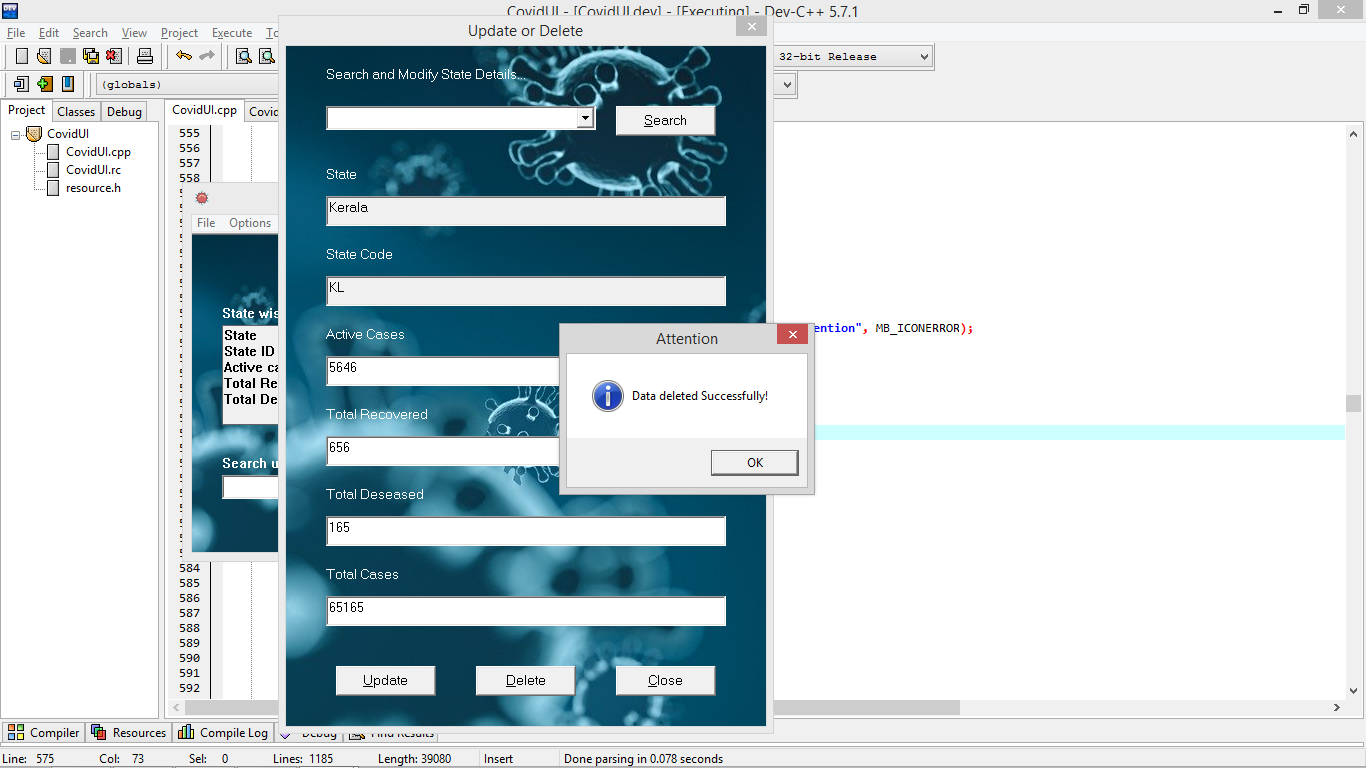 CovidUI - [CovidUI.dev] - [Executing] - Dev-C++ 5.7.1
File Edit Search View Project Execute To
32-bit Release
(globals)
Project Classes Debug
CovidUI.cpp Covid
CovidUI
CovidUI.cpp
CovidUI.rc
resource.h
555
556
557
558
File Options
State wis
State
State ID
Active ca
Total Re
Total De
Search u
584
585
586
587
588
589
590
591
592
Update or Delete
Search and Modify State Details...
Search
State
Kerala
State Code
KL
Active Cases
5646
Total Recovered
656
Total Deseased
165
Total Cases
65165
Update Delete Close
ention", MB_ICONERROR);
Attention
Data deleted Successfully!
OK
Compiler Resources Compile Log Debug Find Results
Line: 575 Col: 73 Sel: 0 Lines: 1185 Length: 39080 Insert Done parsing in 0.078 seconds